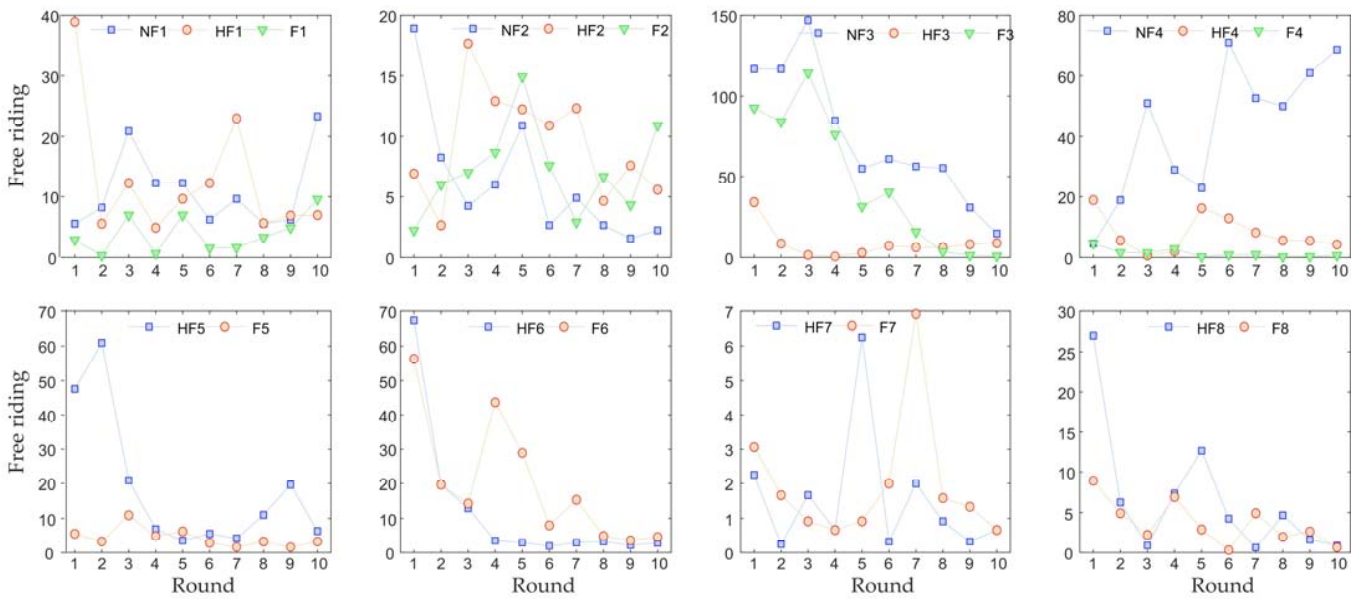 Free riding
40
30
20
10
0
NF1 HF1 F1
1 2 3 4 5 6 7 8 9 10
20
15
10
5
0
NF2 HF2 F2
1 2 3 4 5 6 7 8 9 10
150
100
50
0
NF3 HF3 F3
1 2 3 4 5 6 7 8 9 10
80
60
40
20
0
NF4 HF4 F4
1 2 3 4 5 6 7 8 9 10
Free riding
70
60
50
40
30
20
10
0
HF5 F5
1 2 3 4 5 6 7 8 9 10
Round
70
60
50
40
30
20
10
0
HF6 F6
1 2 3 4 5 6 7 8 9 10
Round
7
6
5
4
3
2
1
0
HF7 F7
1 2 3 4 5 6 7 8 9 10
Round
30
25
20
15
10
5
0
HF8 F8
1 2 3 4 5 6 7 8 9 10
Round